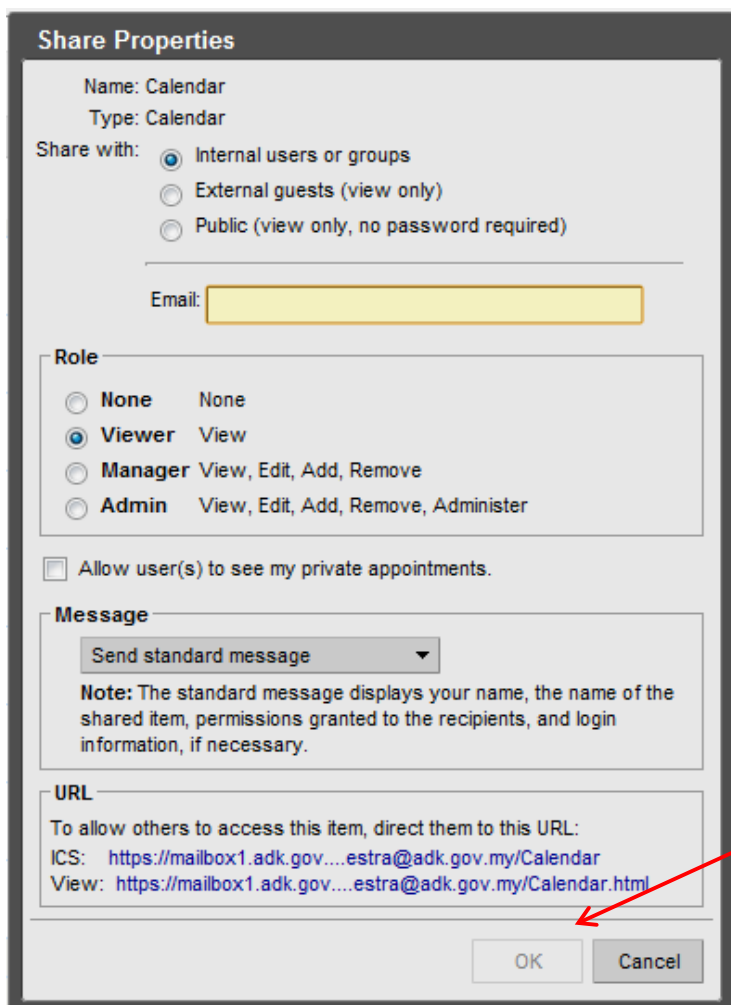 Share Properties
Name: Calendar
Type: Calendar
Share with: Internal users or groups
External guests (view only)
Public (view only, no password required)
Email:
Role
None None
Viewer View
Manager View, Edit, Add, Remove
Admin View, Edit, Add, Remove, Administer
Allow user(s) to see my private appointments.
Message
Send standard message
Note: The standard message displays your name, the name of the
shared item, permissions granted to the recipients, and login
information, if necessary.
URL
To allow others to access this item, direct them to this URL:
ICS: https://mailbox1.adk.gov....estra@adk.gov.my/Calendar
View: https://mailbox1.adk.gov....estra@adk.gov.my/Calendar.html
OK Cancel